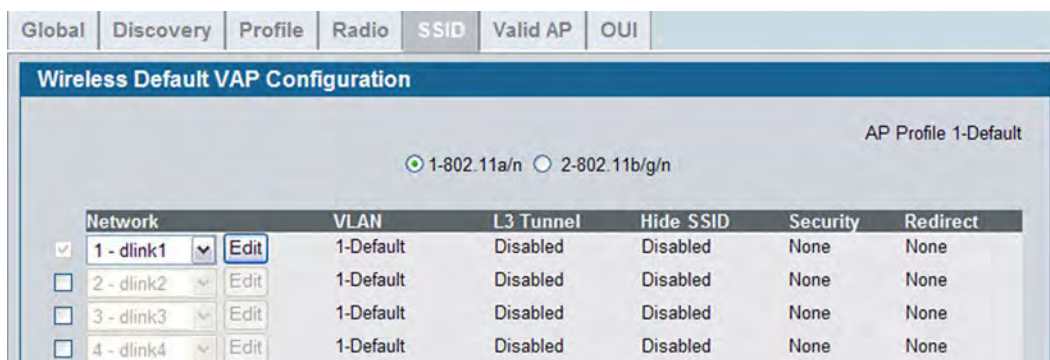 Global Discovery Profile Radio SSID Valid AP OUI
Wireless Default VAP Configuration
AP Profile 1-Default
1-802.11a/n 2-802.11b/g/n
Network VLAN L3 Tunnel Hide SSID Security Redirect
1 - dlink1 Edit 1-Default Disabled Disabled None None
2 - dlink2 Edit 1-Default Disabled Disabled None None
3 - dlink3 Edit 1-Default Disabled Disabled None None
4 - dlink4 Edit 1-Default Disabled Disabled None None